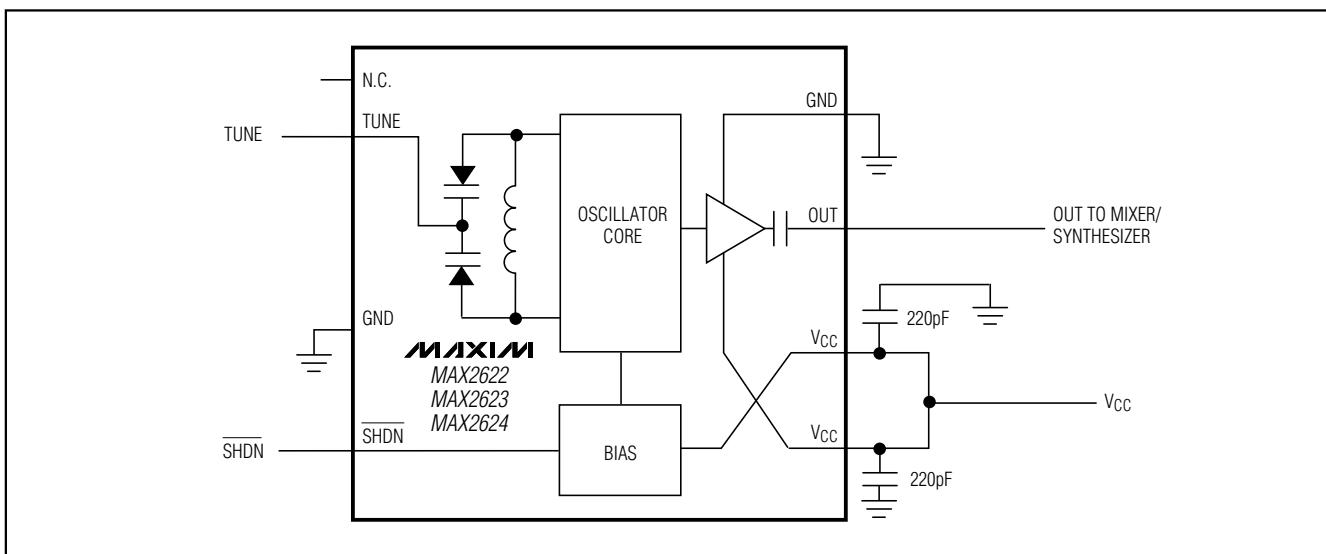 N.C.
TUNE
TUNE
GND
OSCILLATOR
CORE
OUT
OUT TO MIXER/
SYNTHESIZER
220pF
GND
MAXIM
MAX2622
MAX2623
MAX2624
VCC
VCC
SHDN
SHDN
BIAS
VCC
220pF